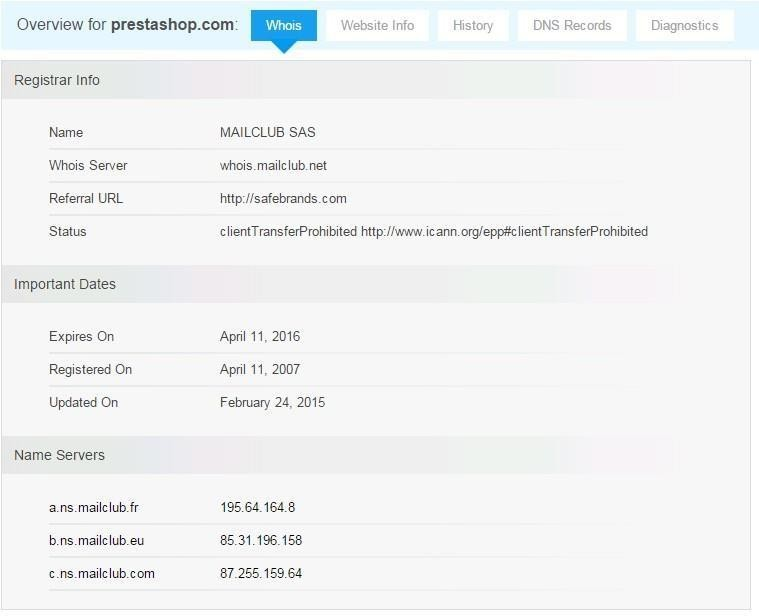 Overview for prestashop.com: Whois Website Info History DNS Records Diagnostics
Registrar Info
Name MAILCLUB SAS
Whois Server whois.mailclub.net
Referral URL http://safebrands.com
Status clientTransferProhibited http://www.icann.org/epp#clientTransferProhibited
Important Dates
Expires On April 11, 2016
Registered On April 11, 2007
Updated On February 24, 2015
Name Servers
a.ns.mailclub.fr 195.64.164.8
b.ns.mailclub.eu 85.31.196.158
c.ns.mailclub.com 87.255.159.64